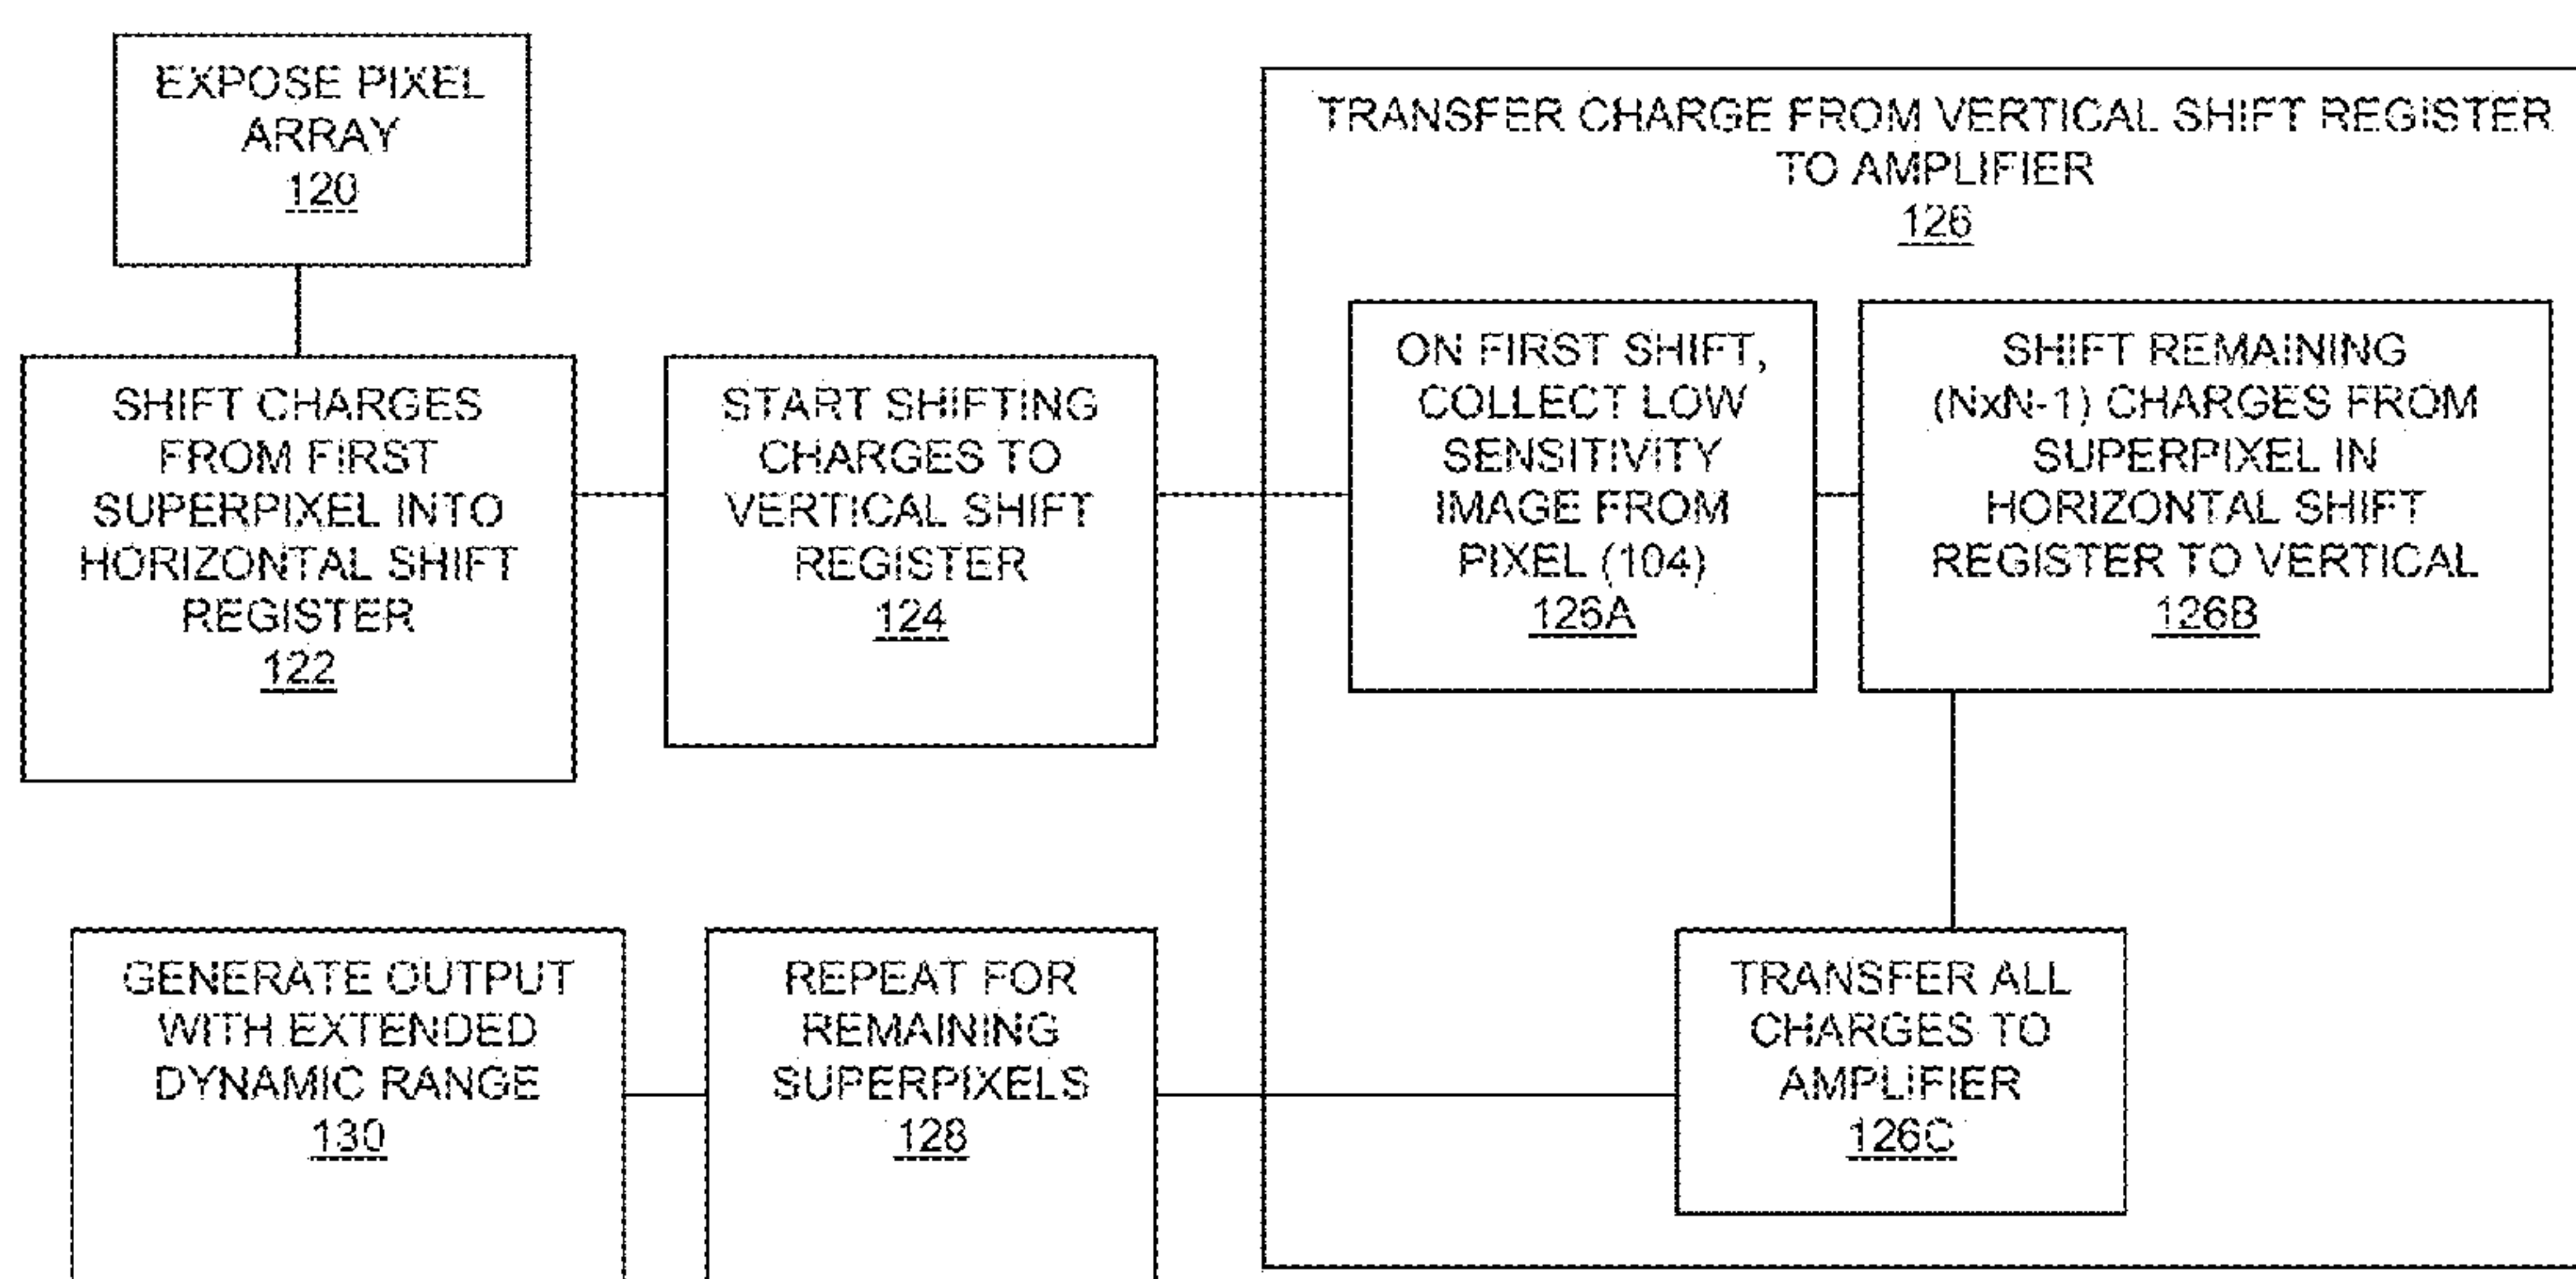 EXPOSE PIXEL
ARRAY
120
SHIFT CHARGES
FROM FIRST
SUPERPIXEL INTO
HORIZONTAL SHIFT
REGISTER
122
START SHIFTING
CHARGES TO
VERTICAL SHIFT
REGISTER
124
TRANSFER CHARGE FROM VERTICAL SHIFT REGISTER
TO AMPLIFIER
126
ON FIRST SHIFT,
COLLECT LOW
SENSITIVITY
IMAGE FROM
PIXEL (104)
126A
SHIFT REMAINING
(NxN-1) CHARGES FROM
SUPERPIXEL IN
HORIZONTAL SHIFT
REGISTER TO VERTICAL
126B
TRANSFER ALL
CHARGES TO
AMPLIFIER
126C
REPEAT FOR
REMAINING
SUPERPIXELS
128
GENERATE OUTPUT
WITH EXTENDED
DYNAMIC RANGE
130